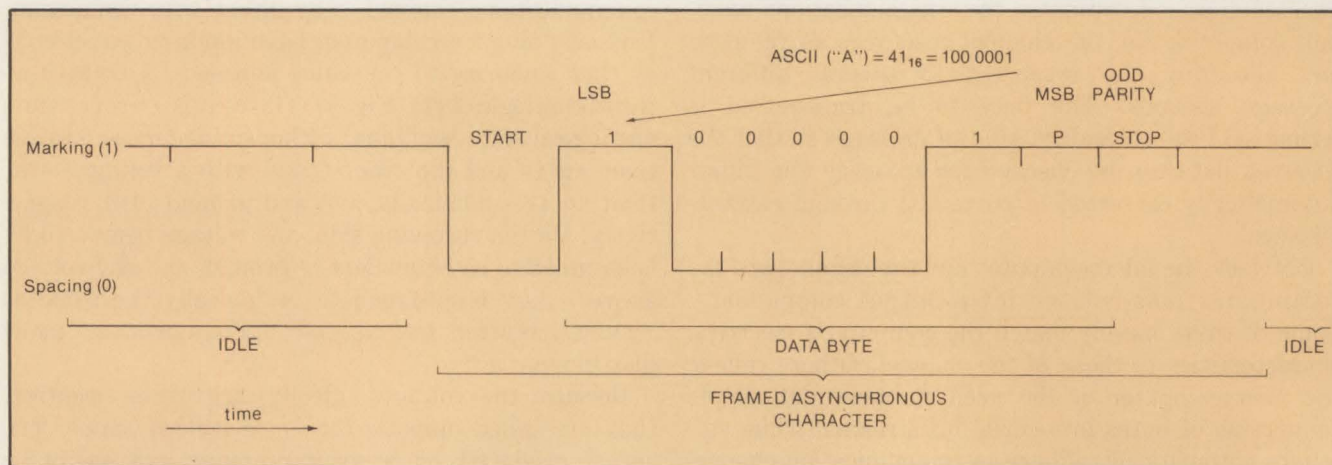 ASCII ("A") = 41₁₆ = 100 0001
ODD
LSB MSB PARITY
START 1 0 0 0 0 0 1 P STOP
Marking (1)
Spacing (0)
IDLE DATA BYTE IDLE
FRAMED ASYNCHRONOUS
CHARACTER
time